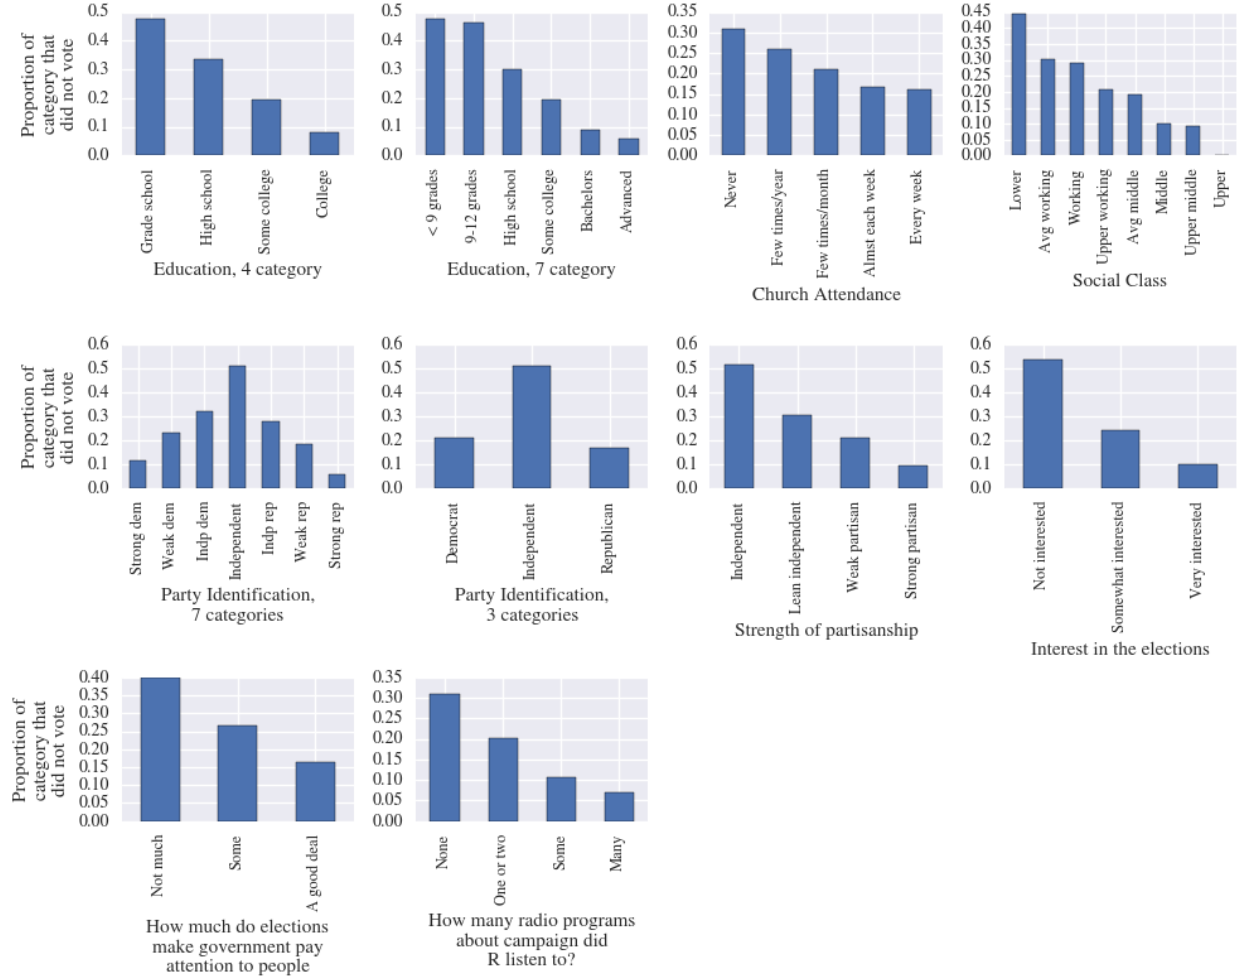 Proportion of
category that
did not vote
0.5
0.4
0.3
0.2
0.1
0.0
Grade school
High school
Some college
College
Education, 4 category
0.5
0.4
0.3
0.2
0.1
0.0
< 9 grades
9-12 grades
High school
Some college
Bachelors
Advanced
Education, 7 category
0.35
0.30
0.25
0.20
0.15
0.10
0.05
0.00
Never
Few times/year
Few times/month
Almst each week
Every week
Church Attendance
0.45
0.40
0.35
0.30
0.25
0.20
0.15
0.10
0.05
0.00
Lower
Avg working
Working
Upper working
Avg middle
Middle
Upper middle
Upper
Social Class
Proportion of
category that
did not vote
0.6
0.5
0.4
0.3
0.2
0.1
0.0
Strong dem
Weak dem
Indp dem
Independent
Indp rep
Weak rep
Strong rep
Party Identification,
7 categories
0.6
0.5
0.4
0.3
0.2
0.1
0.0
Democrat
Independent
Republican
Party Identification,
3 categories
0.6
0.5
0.4
0.3
0.2
0.1
0.0
Independent
Lean independent
Weak partisan
Strong partisan
Strength of partisanship
0.6
0.5
0.4
0.3
0.2
0.1
0.0
Not interested
Somewhat interested
Very interested
Interest in the elections
Proportion of
category that
did not vote
0.40
0.35
0.30
0.25
0.20
0.15
0.10
0.05
0.00
Not much
Some
A good deal
How much do elections
make government pay
attention to people
0.35
0.30
0.25
0.20
0.15
0.10
0.05
0.00
None
One or two
Some
Many
How many radio programs
about campaign did
R listen to?